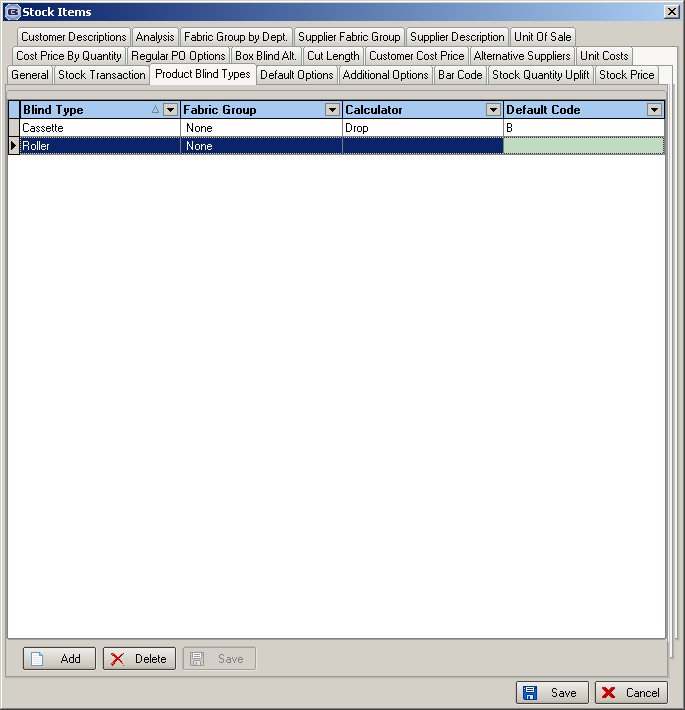 Stock Items
Customer Descriptions Analysis Fabric Group by Dept. Supplier Fabric Group Supplier Description Unit Of Sale
Cost Price By Quantity Regular PO Options Box Blind Alt. Cut Length Customer Cost Price Alternative Suppliers Unit Costs
General Stock Transaction Product Blind Types Default Options Additional Options Bar Code Stock Quantity Uplift Stock Price
Blind Type Fabric Group Calculator Default Code
Cassette None Drop B
Roller None
Add Delete Save
Save Cancel